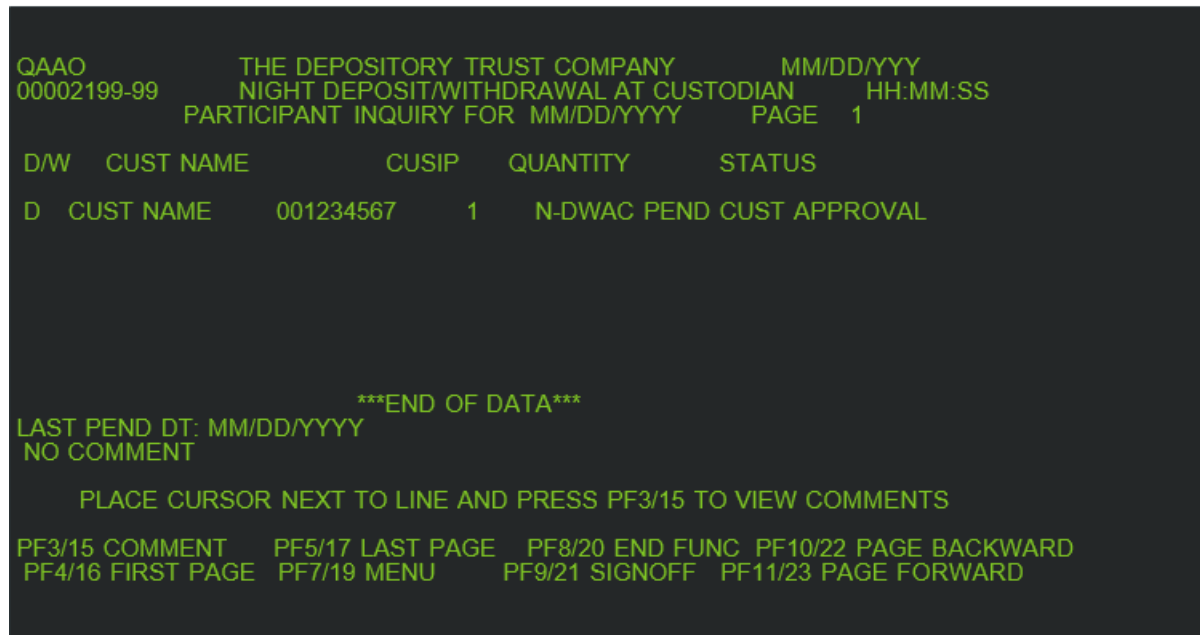 QAAO THE DEPOSITORY TRUST COMPANY MM/DD/YYY
00002199-99 NIGHT DEPOSIT/WITHDRAWAL AT CUSTODIAN HH:MM:SS
PARTICIPANT INQUIRY FOR MM/DD/YYYY PAGE 1
D/W CUST NAME CUSIP QUANTITY STATUS
D CUST NAME 001234567 1 N-DWAC PEND CUST APPROVAL
***END OF DATA***
LAST PEND DT: MM/DD/YYYY
NO COMMENT
PLACE CURSOR NEXT TO LINE AND PRESS PF3/15 TO VIEW COMMENTS
PF3/15 COMMENT PF5/17 LAST PAGE PF8/20 END FUNC PF10/22 PAGE BACKWARD
PF4/16 FIRST PAGE PF7/19 MENU PF9/21 SIGNOFF PF11/23 PAGE FORWARD